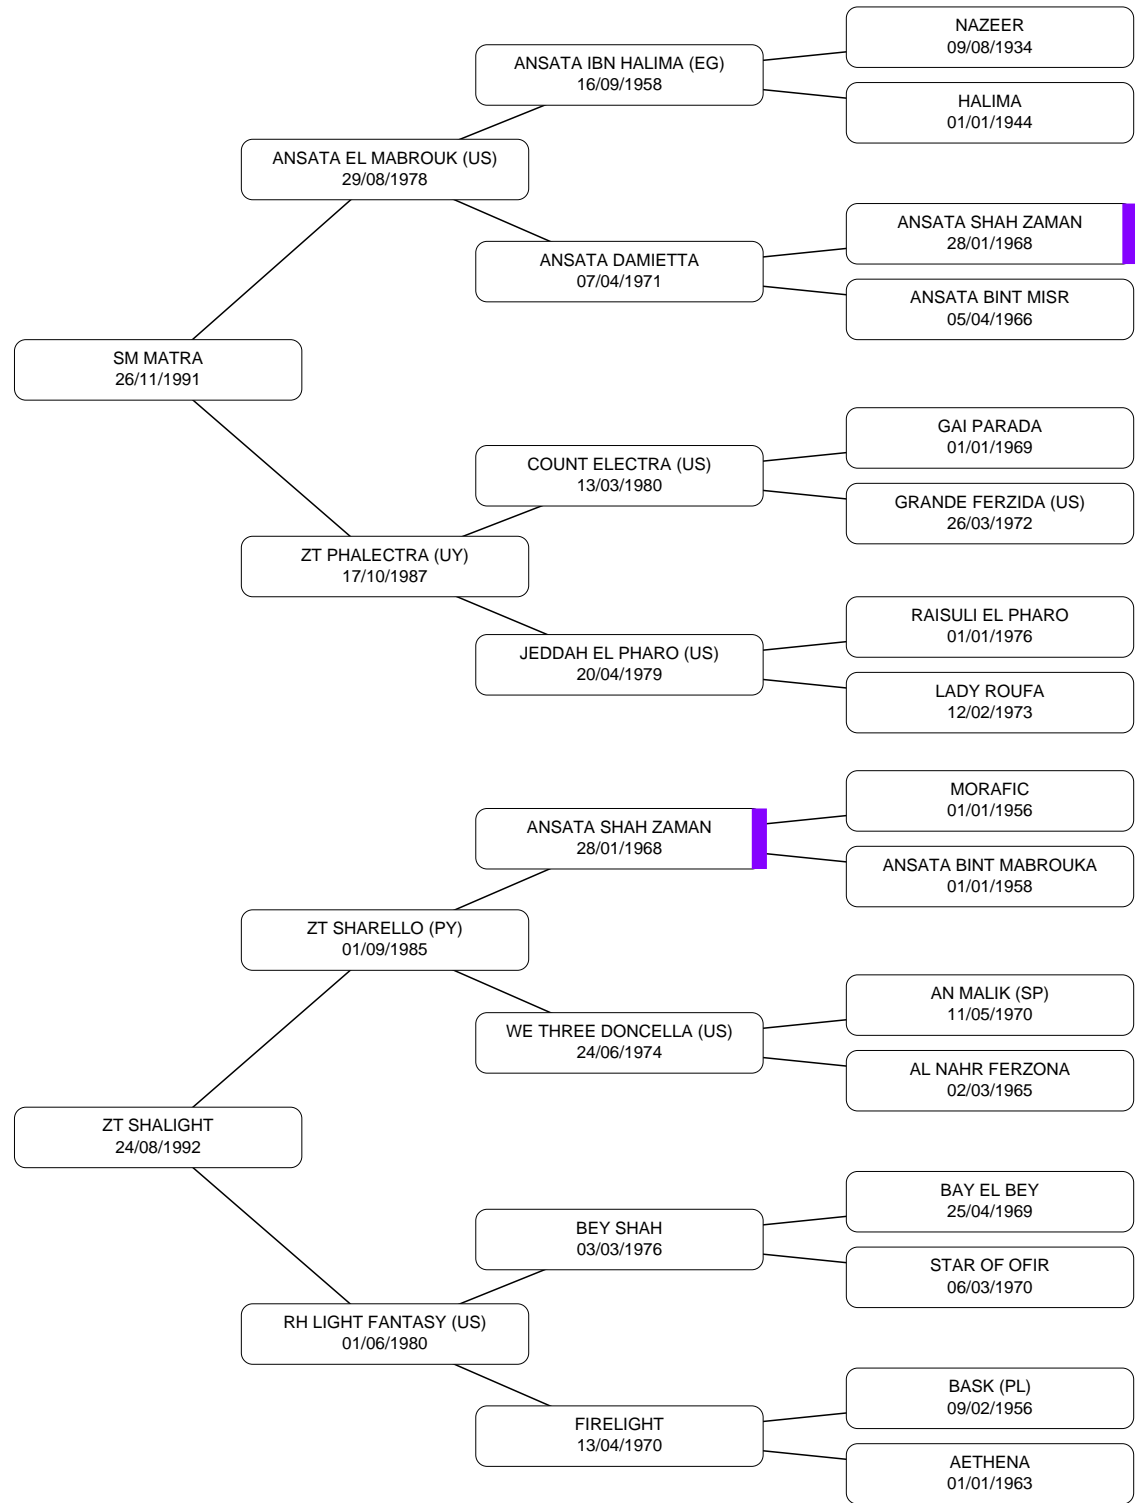 NAZEER
09/08/1934
ANSATA IBN HALIMA (EG)
16/09/1958
HALIMA
01/01/1944
ANSATA EL MABROUK (US)
29/08/1978
ANSATA SHAH ZAMAN
28/01/1968
ANSATA DAMIETTA
07/04/1971
ANSATA BINT MISR
05/04/1966
SM MATRA
26/11/1991
GAI PARADA
01/01/1969
COUNT ELECTRA (US)
13/03/1980
GRANDE FERZIDA (US)
26/03/1972
ZT PHALECTRA (UY)
17/10/1987
RAISULI EL PHARO
01/01/1976
JEDDAH EL PHARO (US)
20/04/1979
LADY ROUFA
12/02/1973
MORAFIC
01/01/1956
ANSATA SHAH ZAMAN
28/01/1968
ANSATA BINT MABROUKA
01/01/1958
ZT SHARELLO (PY)
01/09/1985
AN MALIK (SP)
11/05/1970
WE THREE DONCELLA (US)
24/06/1974
AL NAHR FERZONA
02/03/1965
ZT SHALIGHT
24/08/1992
BAY EL BEY
25/04/1969
BEY SHAH
03/03/1976
STAR OF OFIR
06/03/1970
RH LIGHT FANTASY (US)
01/06/1980
BASK (PL)
09/02/1956
FIRELIGHT
13/04/1970
AETHENA
01/01/1963